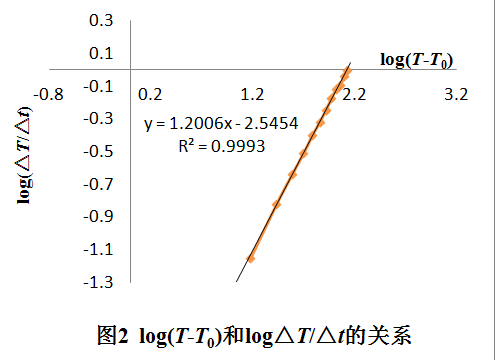 0.3
log(T-T0)
-0.8 -0.1 0.2 1.2 2.2 3.2
-0.3
y = 1.2006x - 2.5454
R² = 0.9993
-0.5
-0.7
-0.9
-1.1
-1.3
log(△T/△t)
0.1
图2 log(T-T0)和log△T/△t的关系